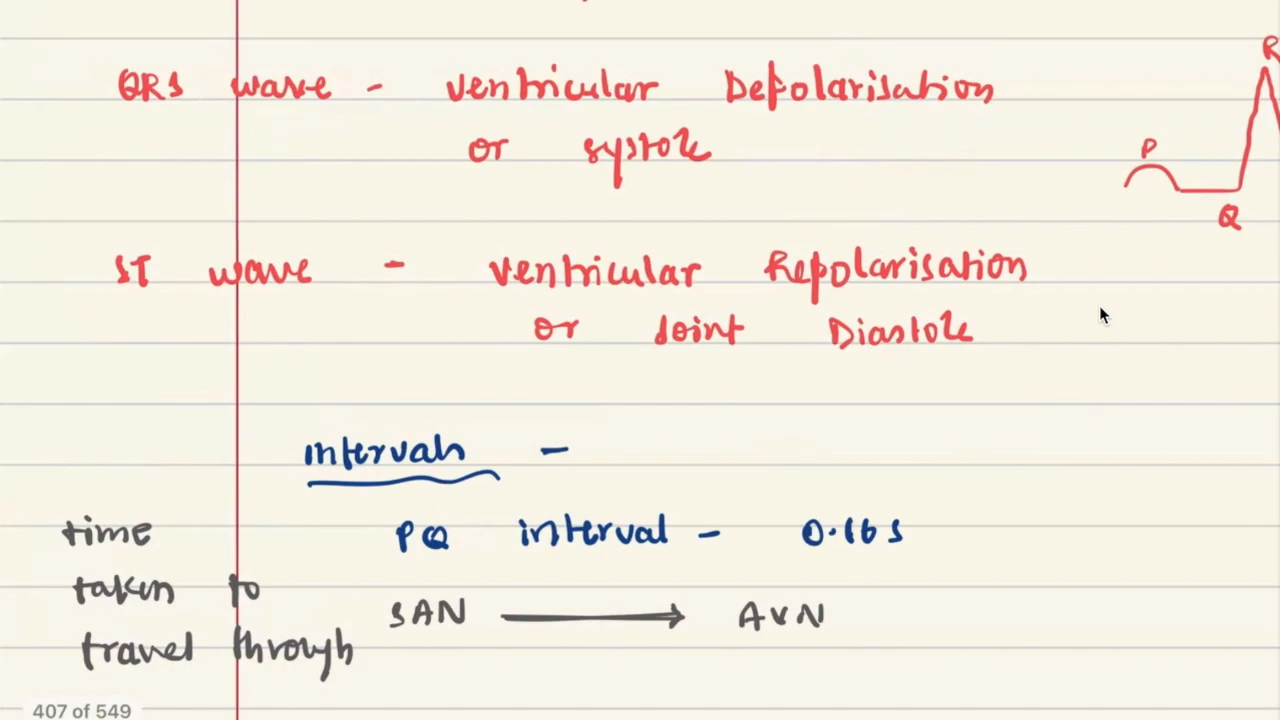 R
QRS wave - ventricular Depolarisation
or systole
P
Q
ST wave - ventricular Repolarisation
or Joint Diastole
intervals -
time
PQ interval - 0.16s
taken to
SAN → AVN
travel through
407 of 549